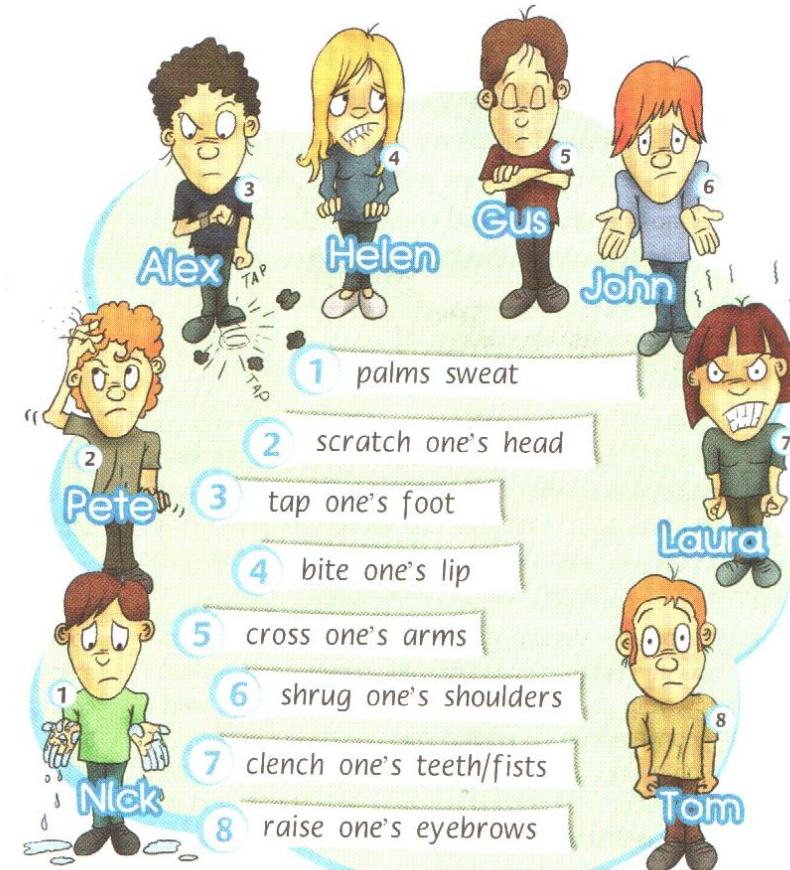 4
5
3
6
Gus
Helen
Alex
John
TAP
TAP
1 palms sweat
2 scratch one's head
2
7
3 tap one's foot
Pete
Laura
4 bite one's lip
5 cross one's arms
1
6 shrug one's shoulders
8
7 clench one's teeth/fists
Nick
Tom
8 raise one's eyebrows